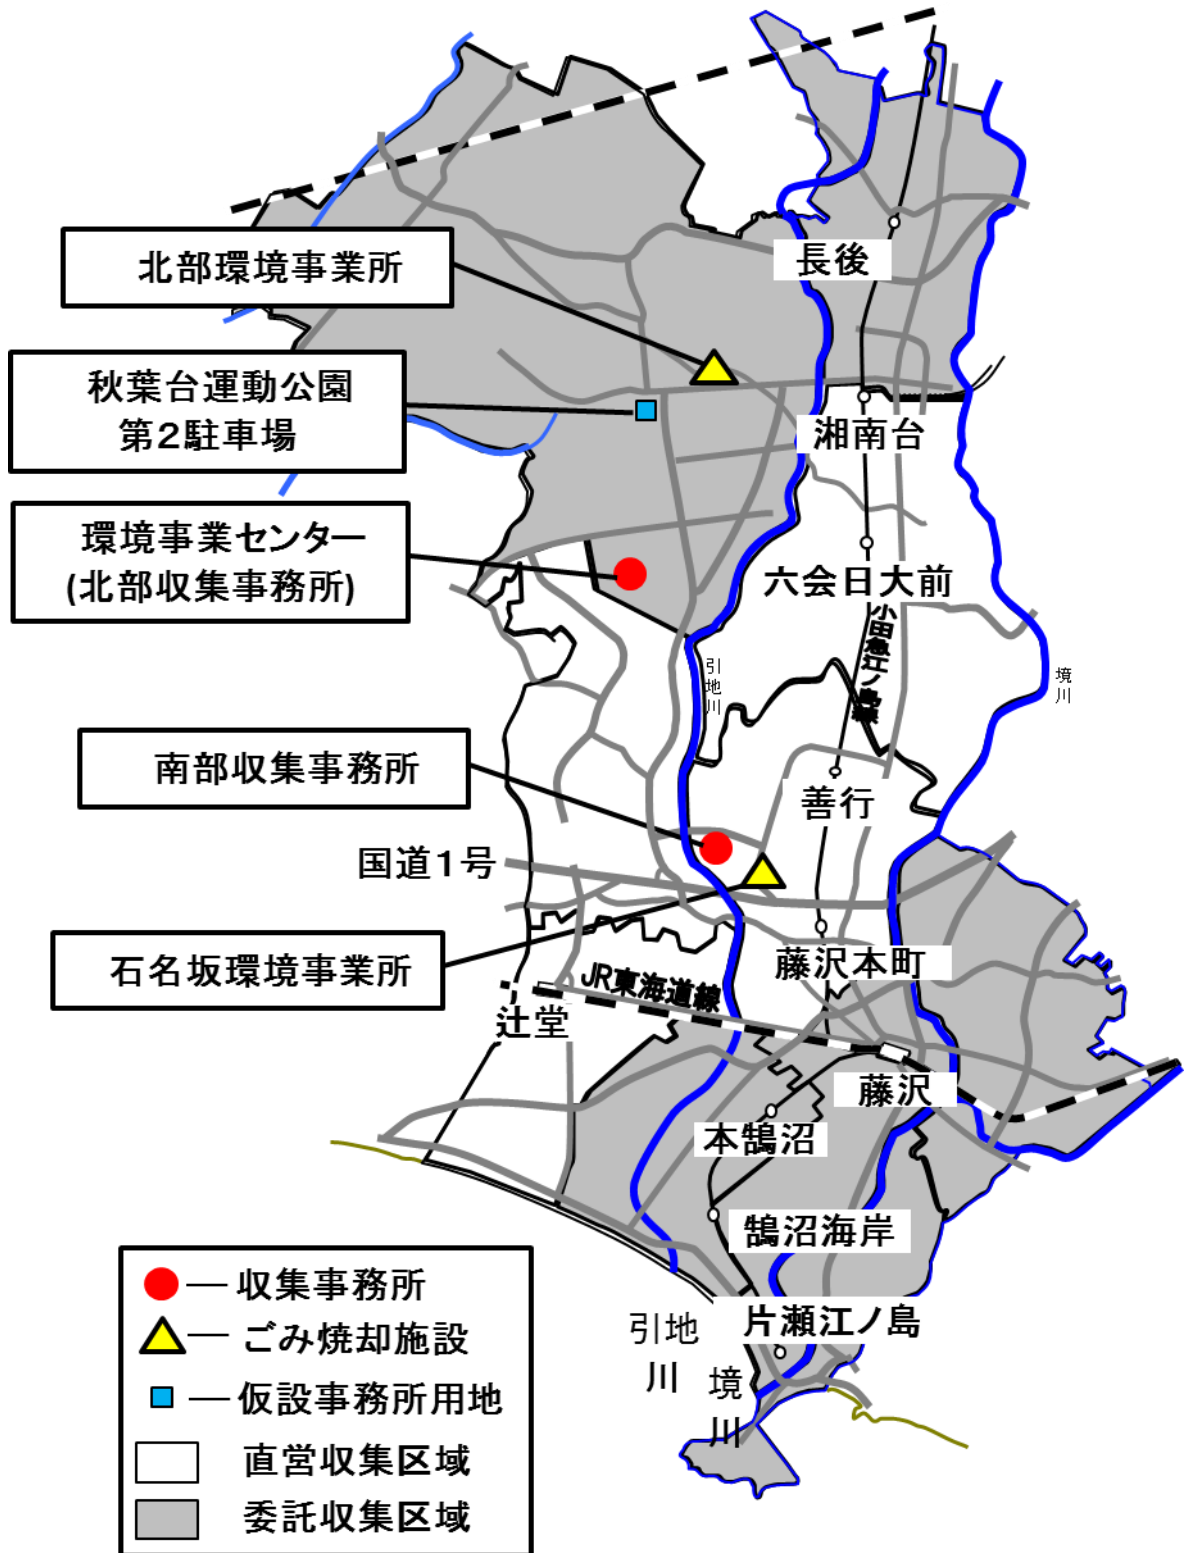 長後
北部環境事業所
秋葉台運動公園
第2駐車場
湘南台
環境事業センター
(北部収集事務所)
六会日大前
小田急江ノ島線
引地川
境川
南部収集事務所
善行
国道1号
石名坂環境事業所
藤沢本町
JR東海道線
辻堂
藤沢
本鵠沼
鵠沼海岸
片瀬江ノ島
引地
川
境
川
収集事務所
ごみ焼却施設
仮設事務所用地
直営収集区域
委託収集区域